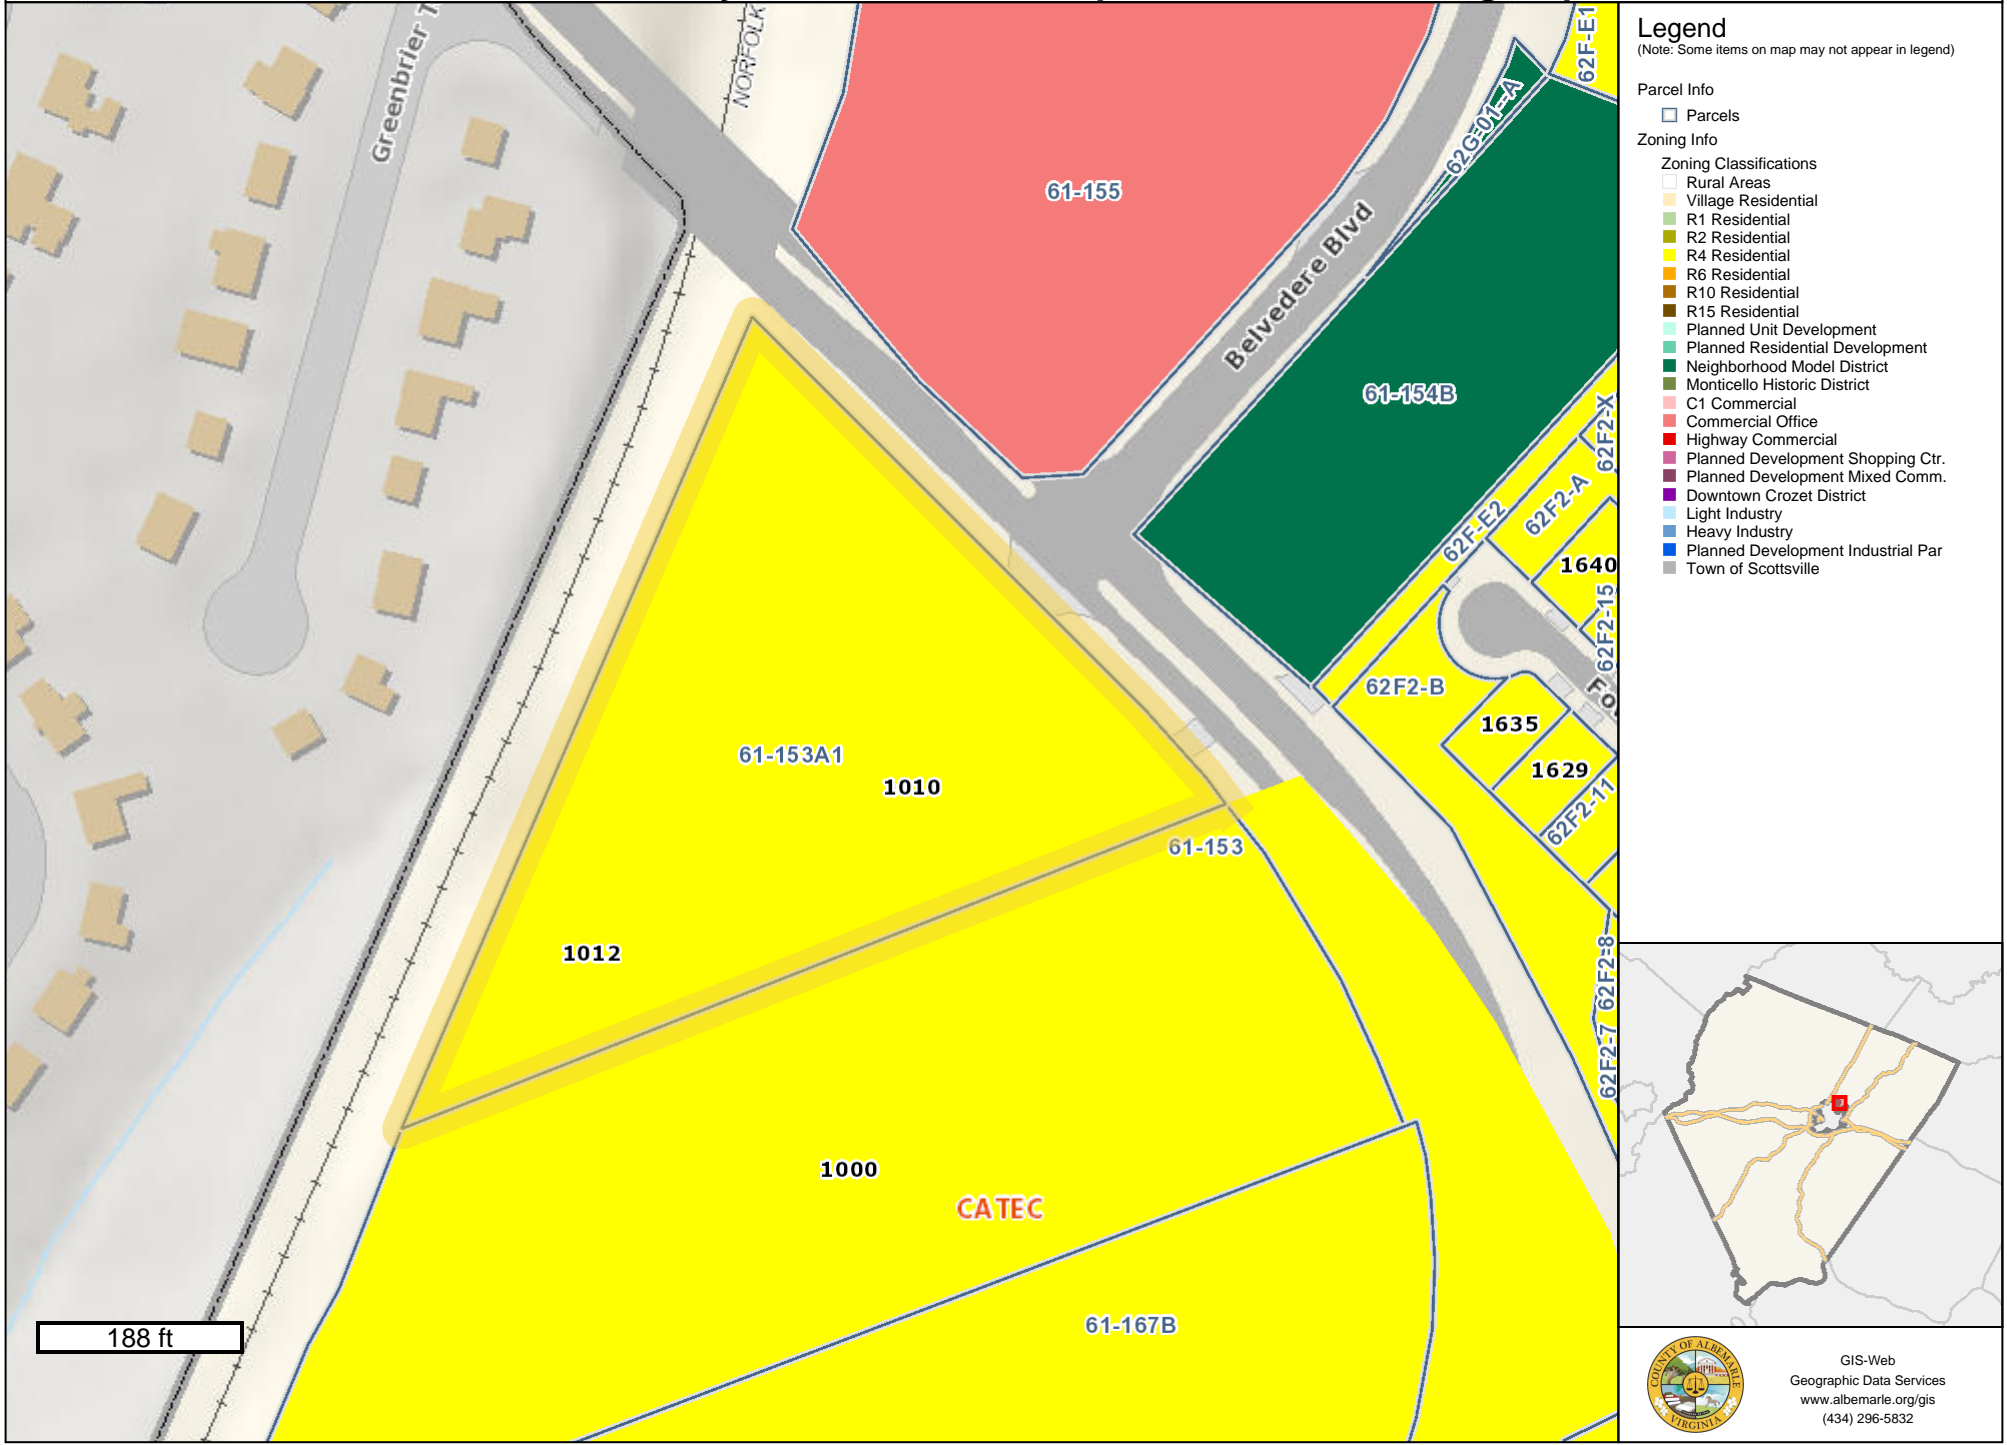 Greenbrier T
NORFOLK
61-155
62G-01--A
62F-E1
Belvedere Blvd
61-154B
62F2-X
62F2-A
62F-E2
1640
62F2-15
62F2-B
1635
1629
62F2-11
61-153A1
1010
61-153
1012
62F2-8
62F2-7
1000
CATEC
61-167B
188 ft
Legend
(Note: Some items on map may not appear in legend)
Parcel Info
Parcels
Zoning Info
Zoning Classifications
Rural Areas
Village Residential
R1 Residential
R2 Residential
R4 Residential
R6 Residential
R10 Residential
R15 Residential
Planned Unit Development
Planned Residential Development
Neighborhood Model District
Monticello Historic District
C1 Commercial
Commercial Office
Highway Commercial
Planned Development Shopping Ctr.
Planned Development Mixed Comm.
Downtown Crozet District
Light Industry
Heavy Industry
Planned Development Industrial Par
Town of Scottsville
COUNTY OF ALBEMARLE
VIRGINIA
GIS-Web
Geographic Data Services
www.albemarle.org/gis
(434) 296-5832